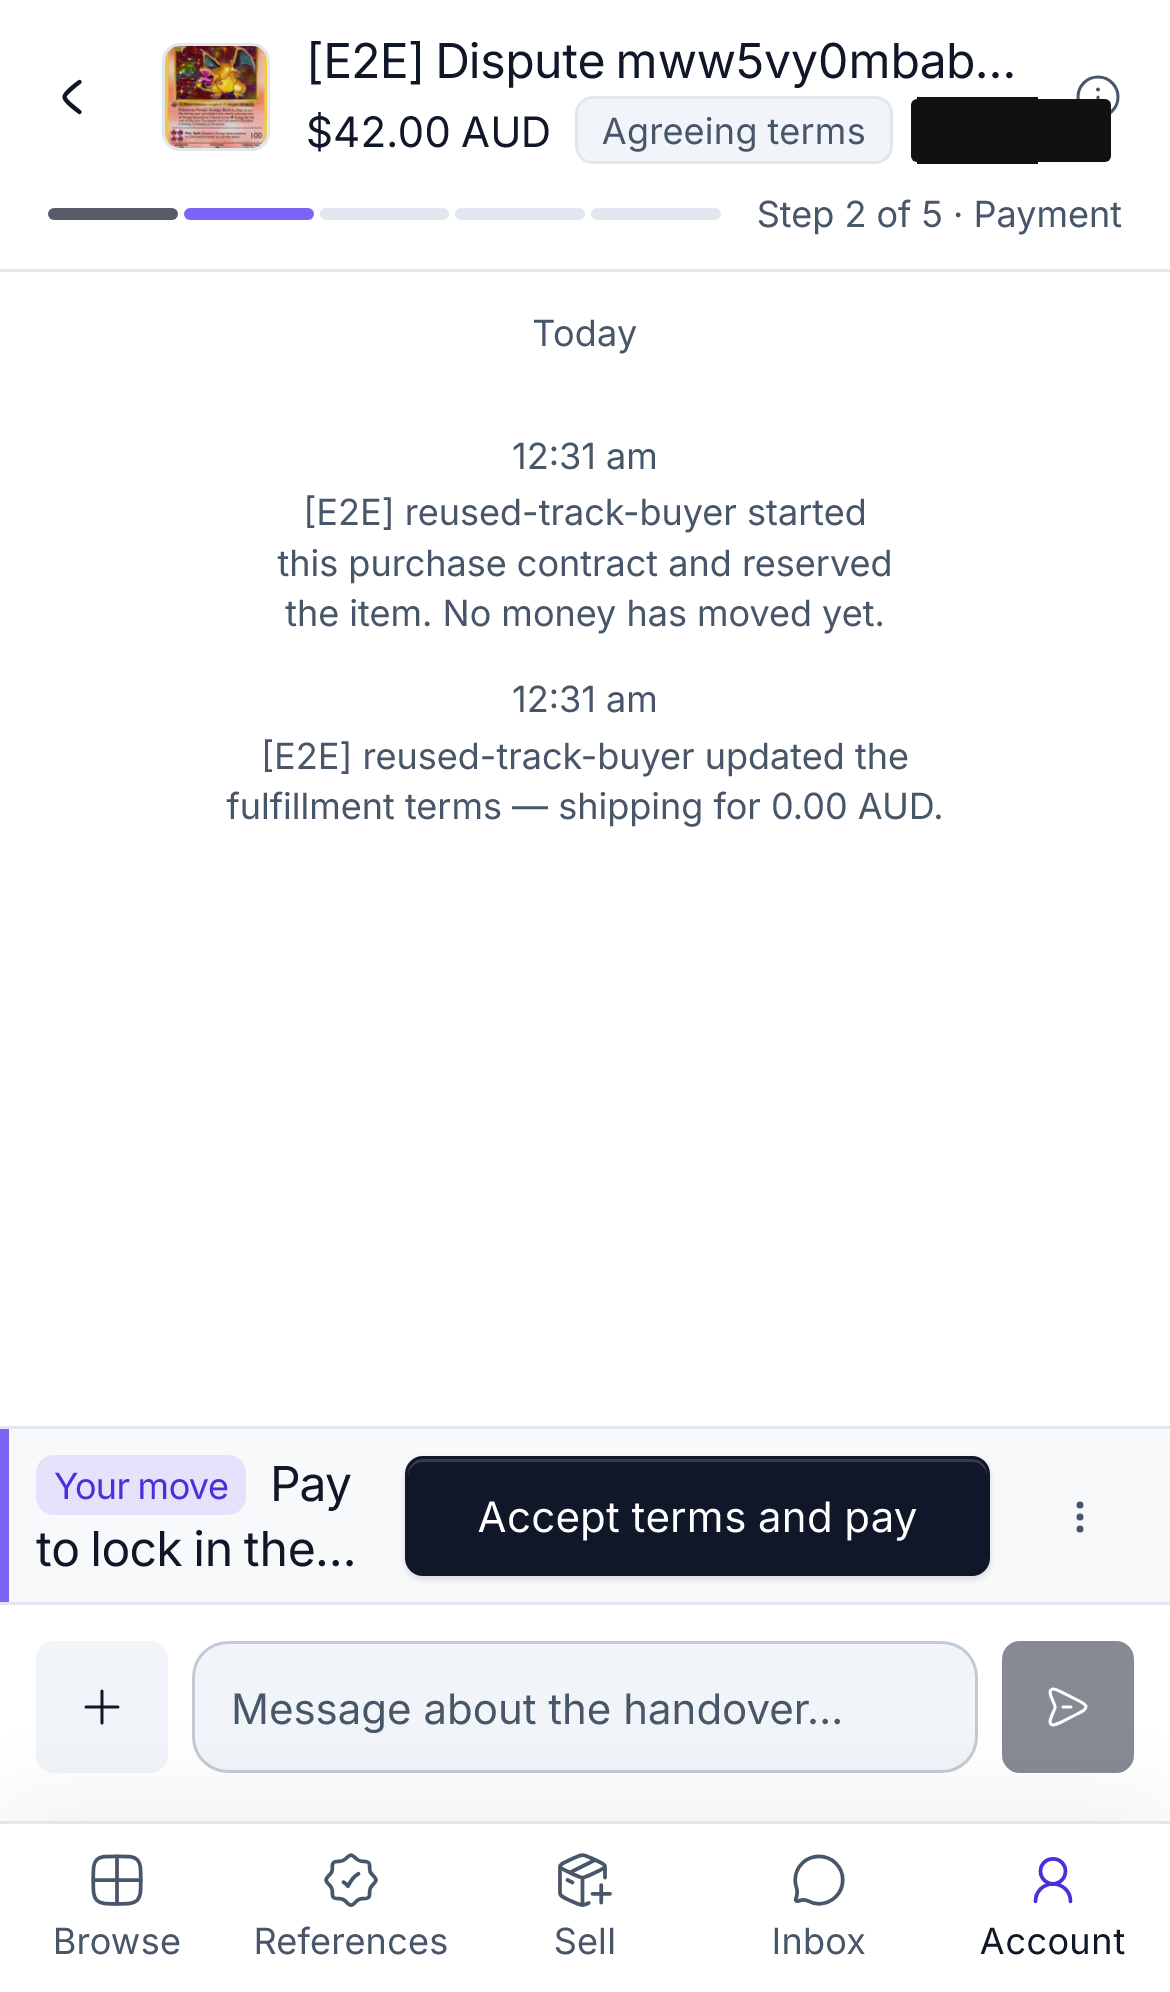 [E2E] Dispute mww5vy0mbab...
$42.00 AUD
Agreeing terms
Step 2 of 5 · Payment
Today
12:31 am
[E2E] reused-track-buyer started
this purchase contract and reserved
the item. No money has moved yet.
12:31 am
[E2E] reused-track-buyer updated the
fulfillment terms — shipping for 0.00 AUD.
Your move Pay
to lock in the...
Accept terms and pay
Message about the handover...
Browse
References
Sell
Inbox
Account